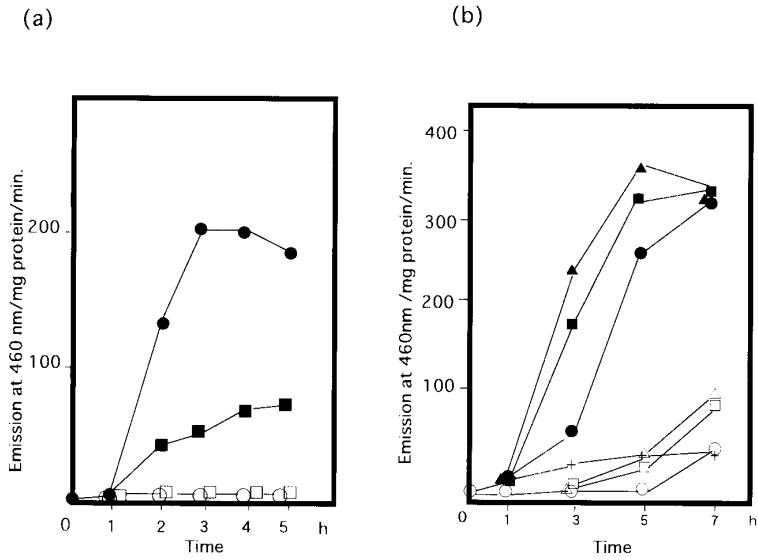 (a)
Emission at 460 nm/mg protein/min.
200
100
0 1 2 3 4 5 h
Time
(b)
Emission at 460nm /mg protein/min.
400
300
200
100
0 1 3 5 7 h
Time